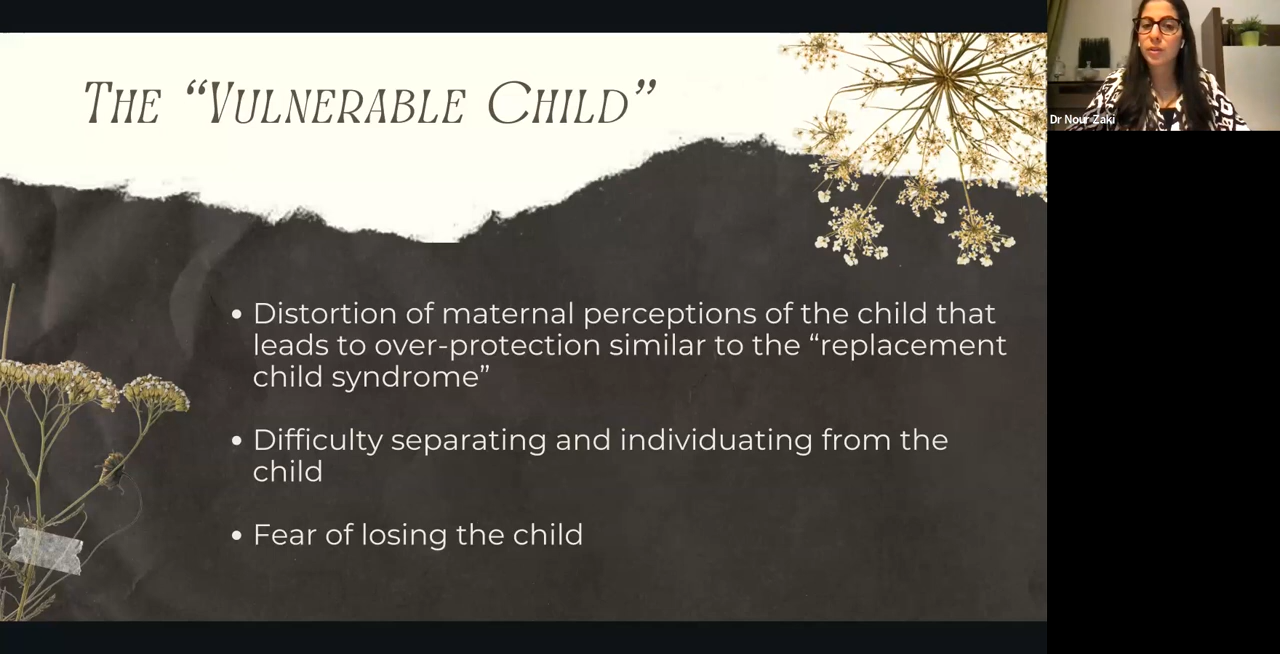 The “Vulnerable Child”
• Distortion of maternal perceptions of the child that
leads to over-protection similar to the “replacement
child syndrome”
• Difficulty separating and individuating from the
child
• Fear of losing the child
Dr Nour Zaki